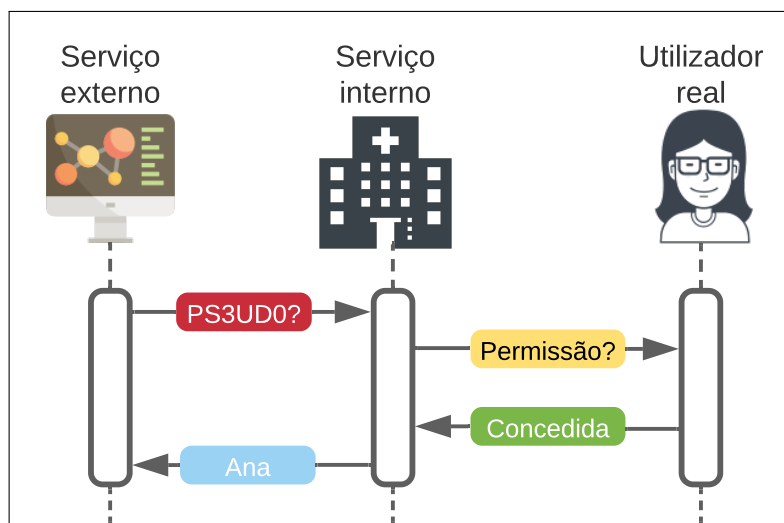 Serviço
externo
Serviço
interno
Utilizador
real
PS3UD0?
Permissão?
Concedida
Ana